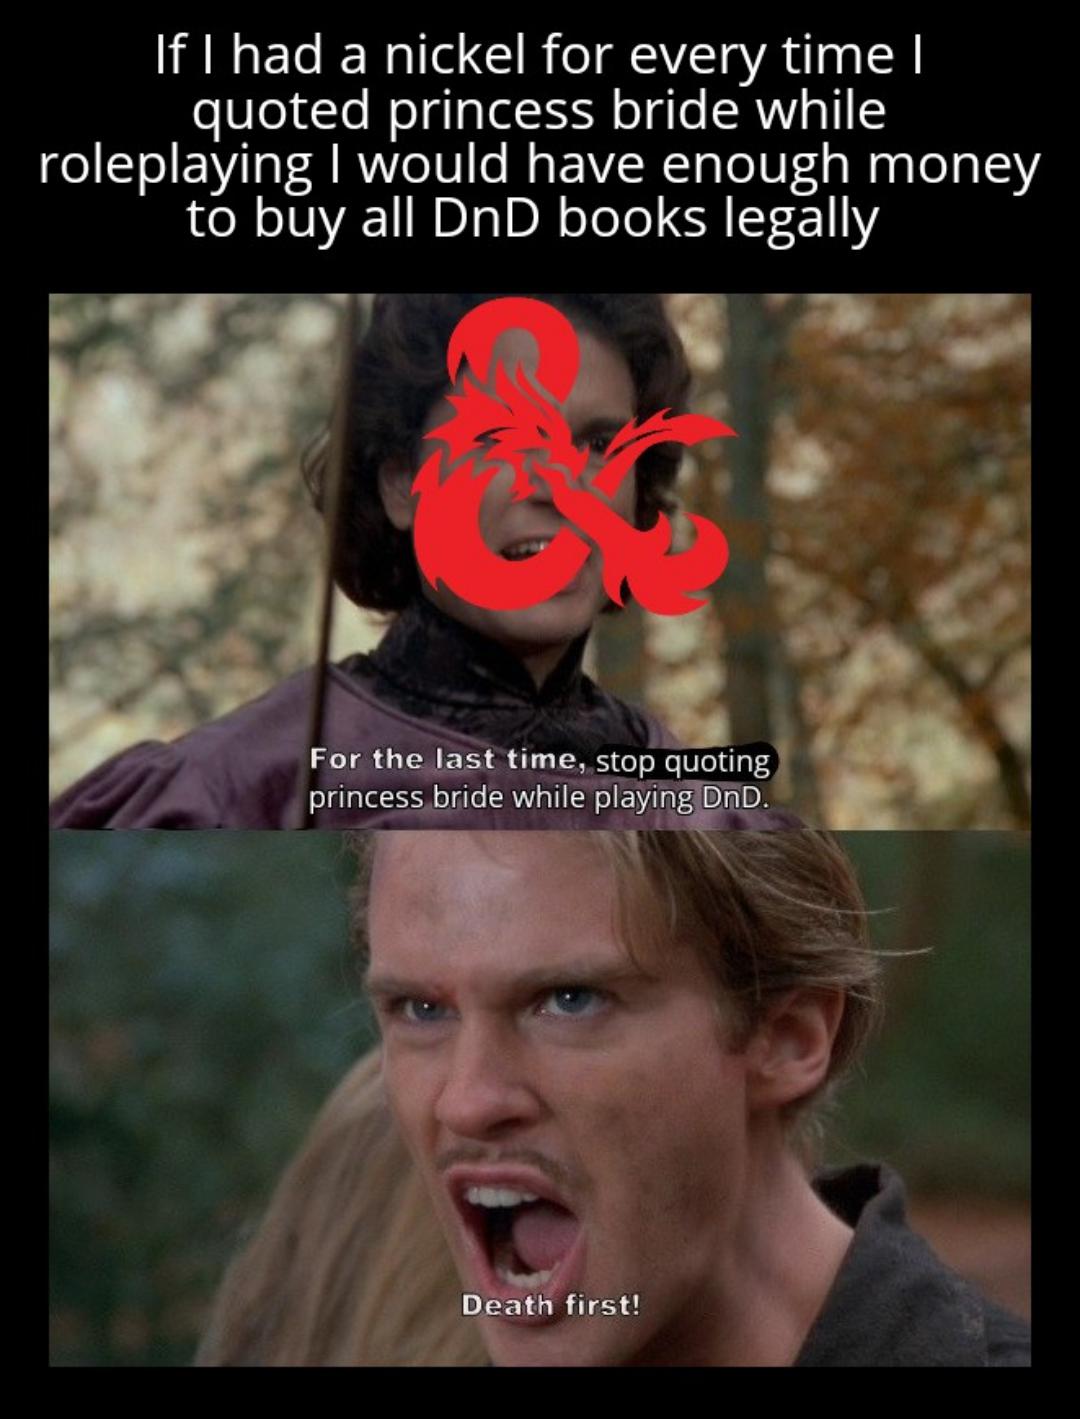 If I had a nickel for every time I
quoted princess bride while
roleplaying I would have enough money
to buy all DnD books legally
For the last time, stop quoting
princess bride while playing DnD.
Death first!